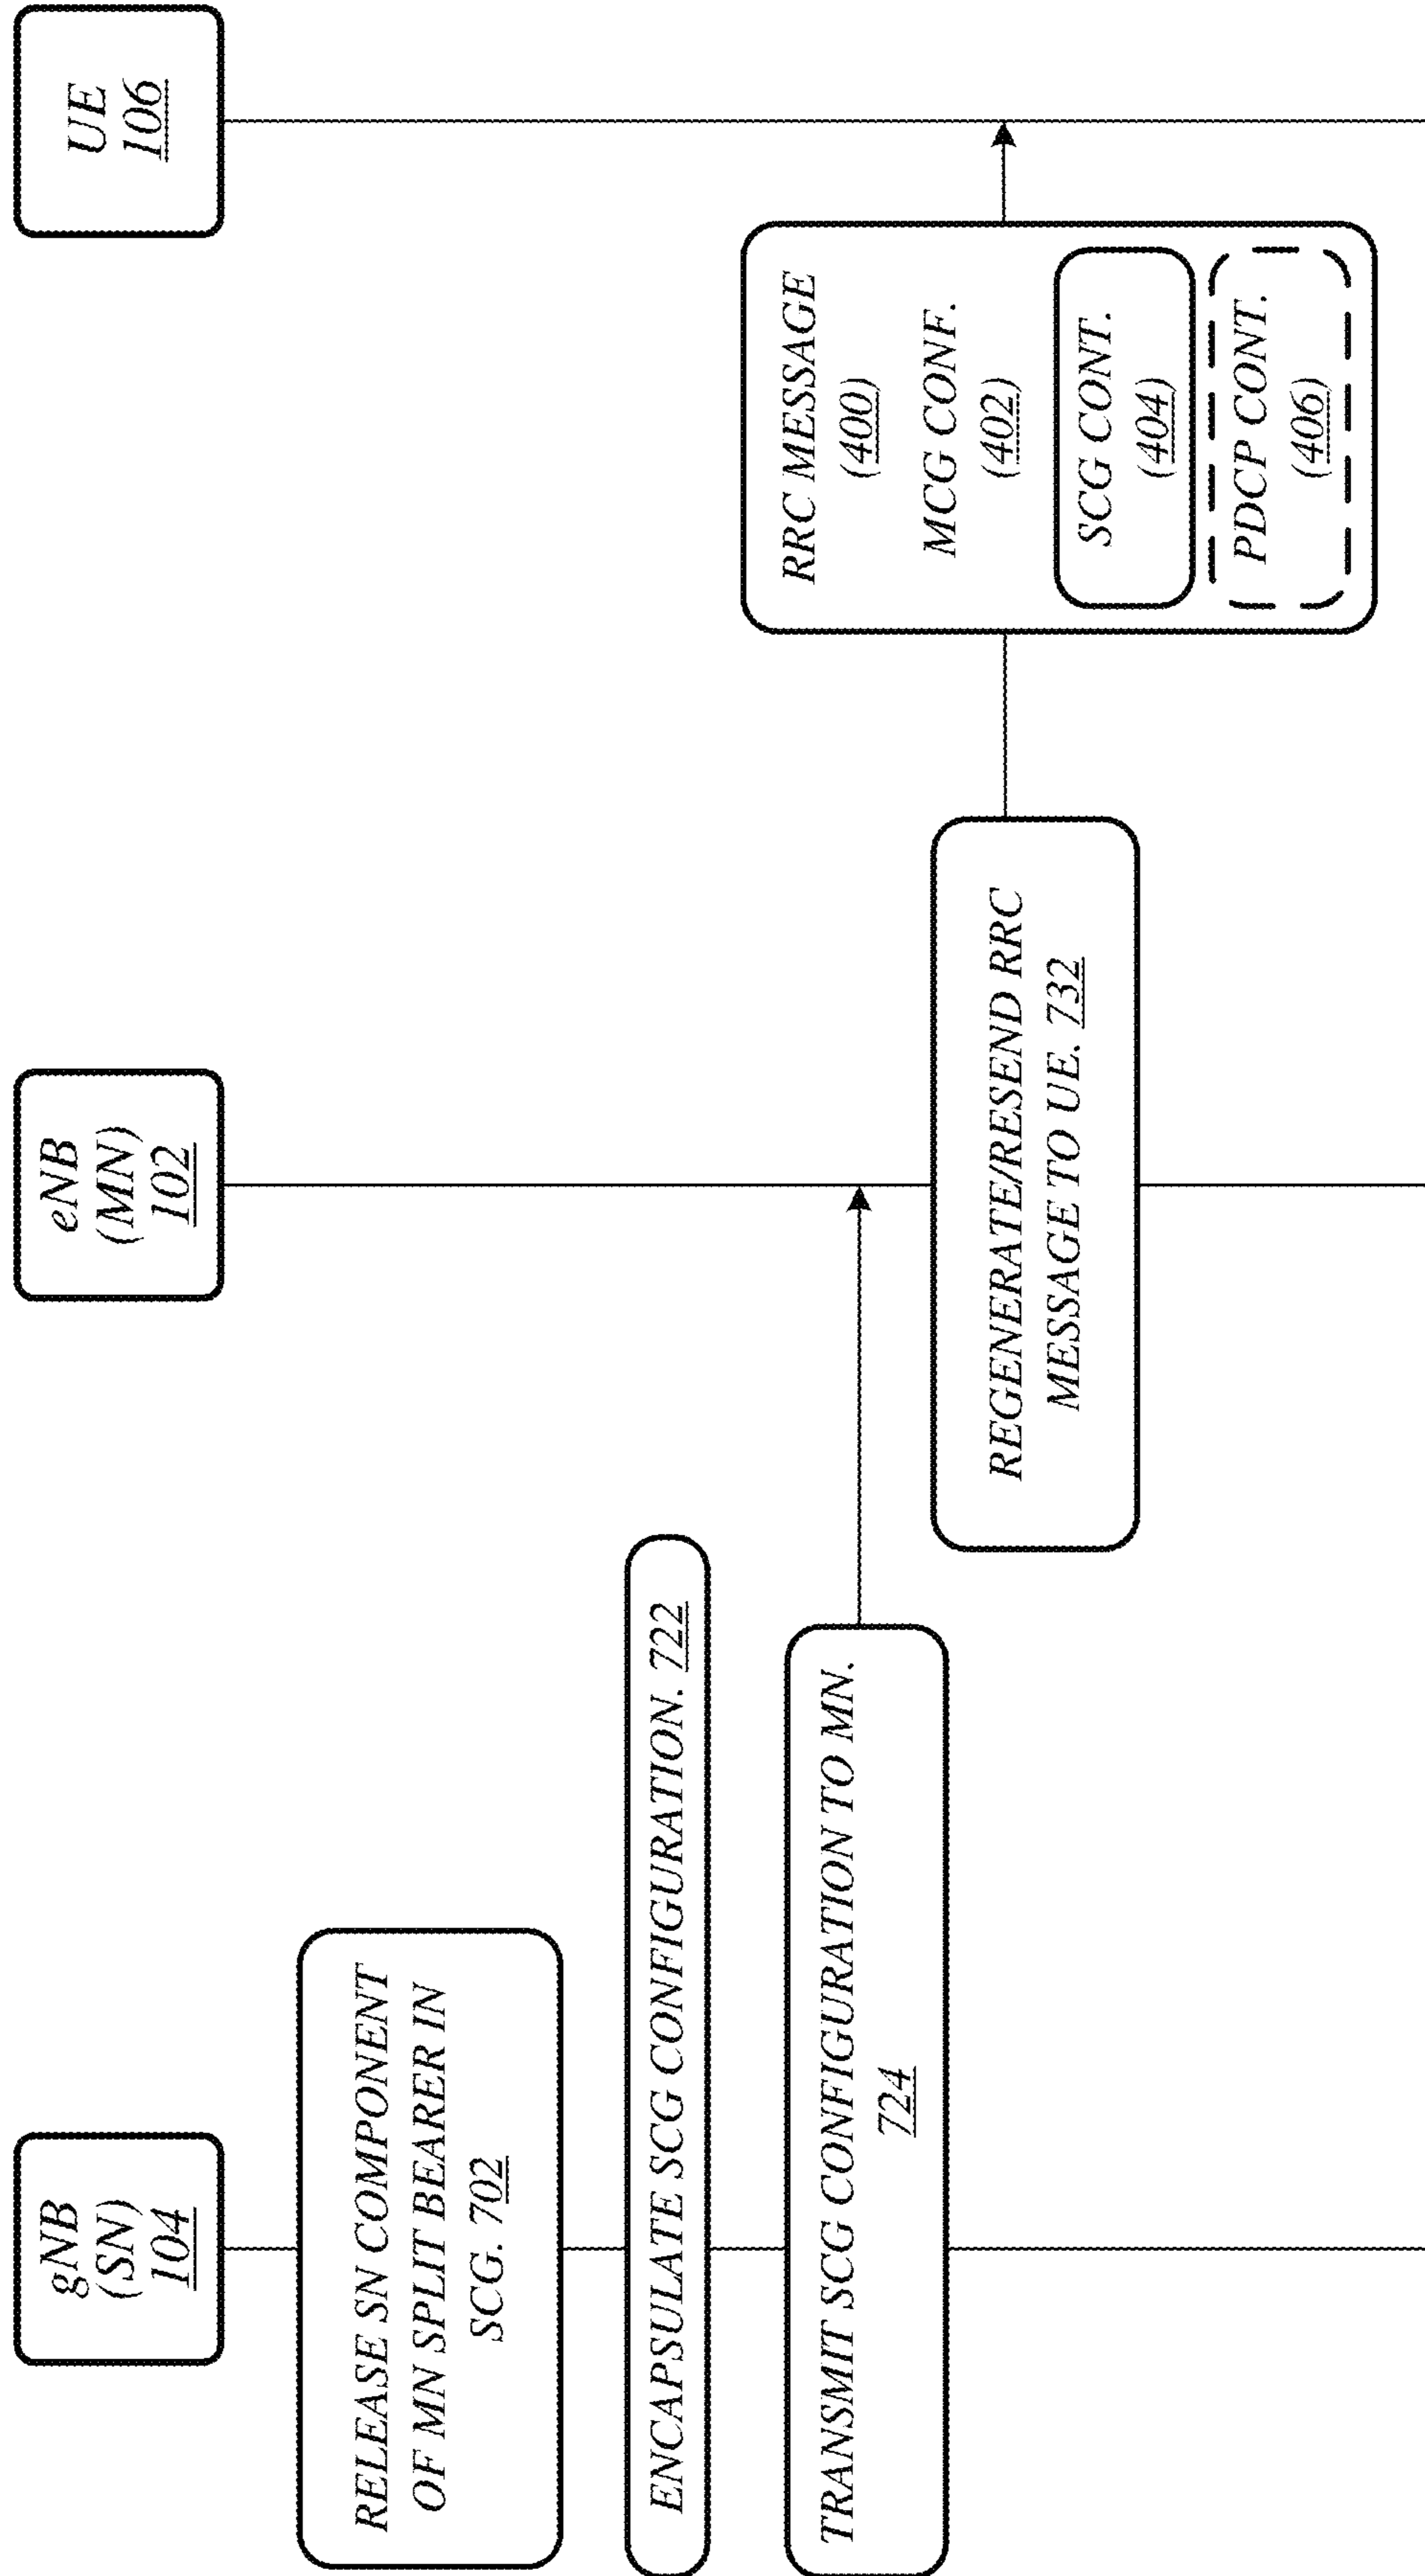 gNB
(SN)
104
eNB
(MN)
102
UE
106
RELEASE SN COMPONENT
OF MN SPLIT BEARER IN
SCG. 702
ENCAPSULATE SCG CONFIGURATION. 722
TRANSMIT SCG CONFIGURATION TO MN.
724
REGENERATE/RESEND RRC
MESSAGE TO UE. 732
RRC MESSAGE
(400)
MCG CONF.
(402)
SCG CONT.
(404)
PDCP CONT.
(406)